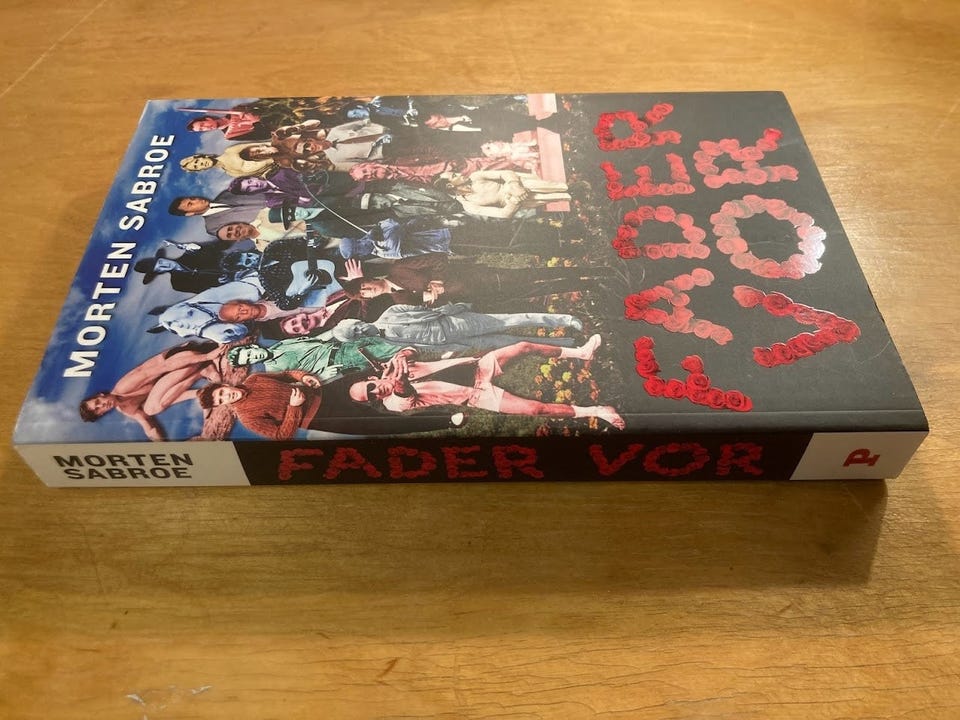 MORTEN SABROE
FADER
VOR
MORTEN
SABROE
FADER VOR
P